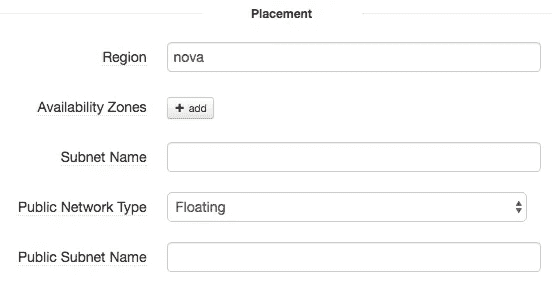 Placement
Region nova
Availability Zones + add
Subnet Name
Public Network Type Floating
Public Subnet Name